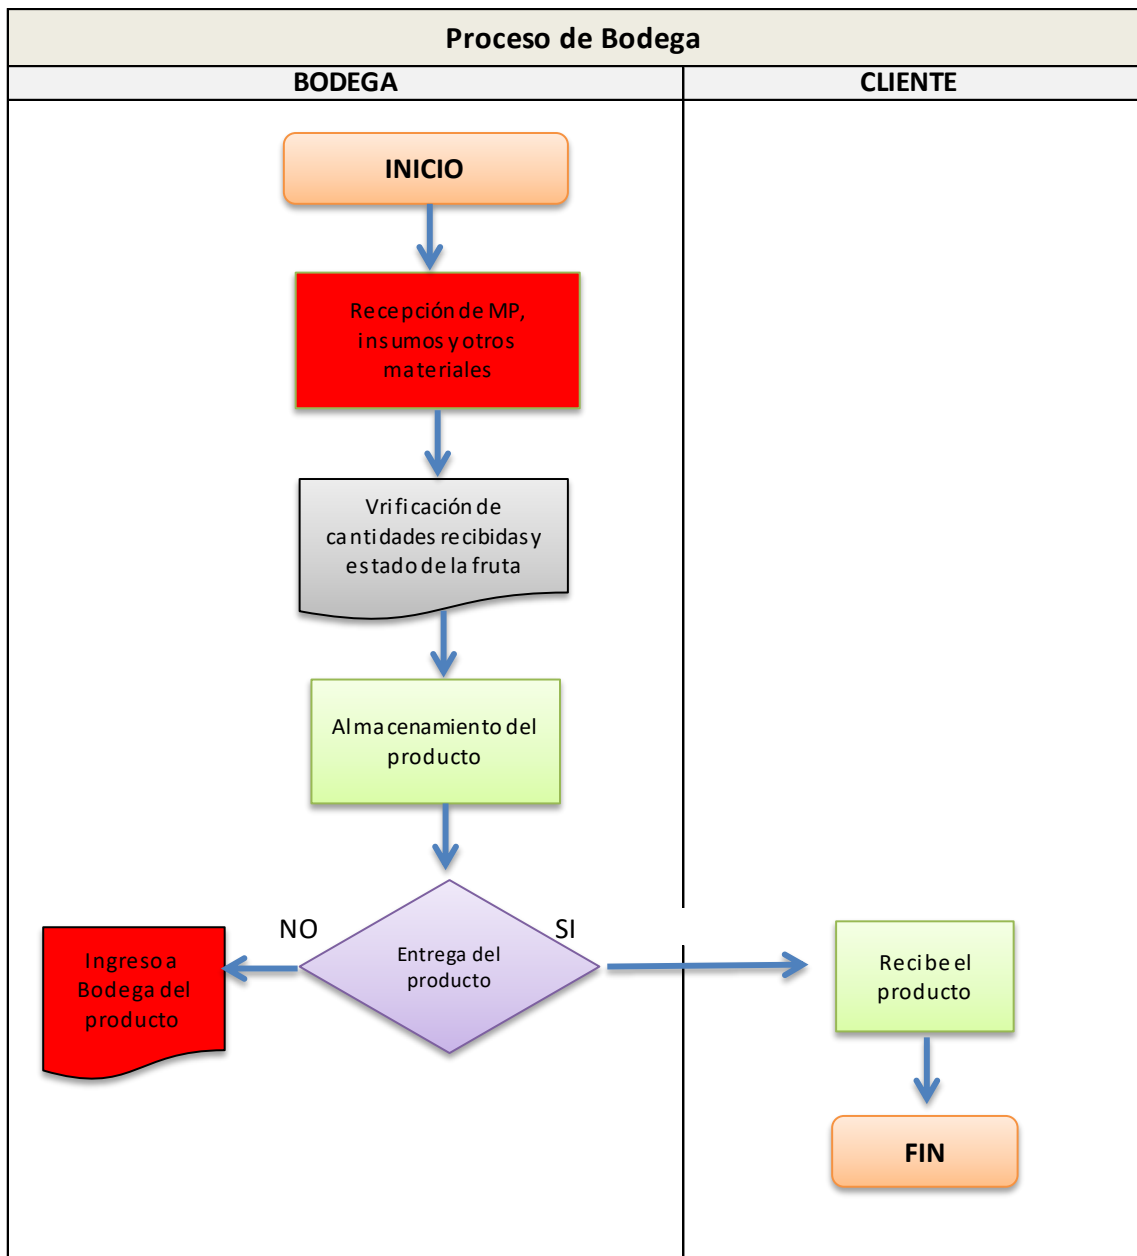 Proceso de Bodega
BODEGA
CLIENTE
INICIO
Recepción de MP,
insumos y otros
materiales
Vrificación de
cantidades recibidas y
estado de la fruta
Almacenamiento del
producto
NO
SI
Entrega del
producto
Ingreso a
Bodega del
producto
Recibe el
producto
FIN